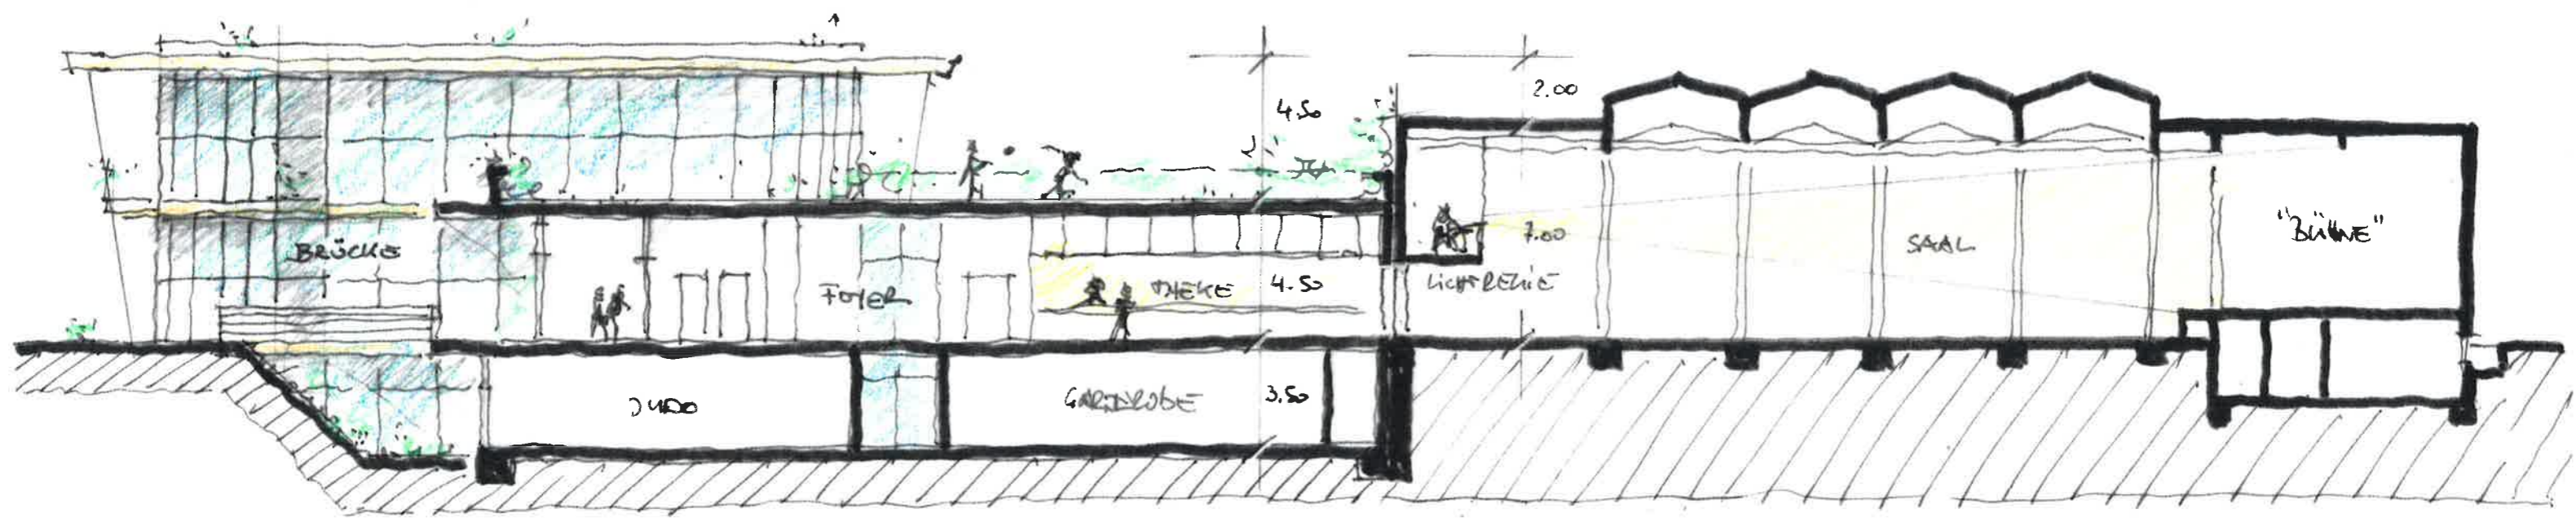 4.50
2.00
BRÜCKE
FOYER
THEKE
4.50
7.00
LICHTREGIE
SAAL
"BÜHNE"
JUDO
GARDEROBE
3.50